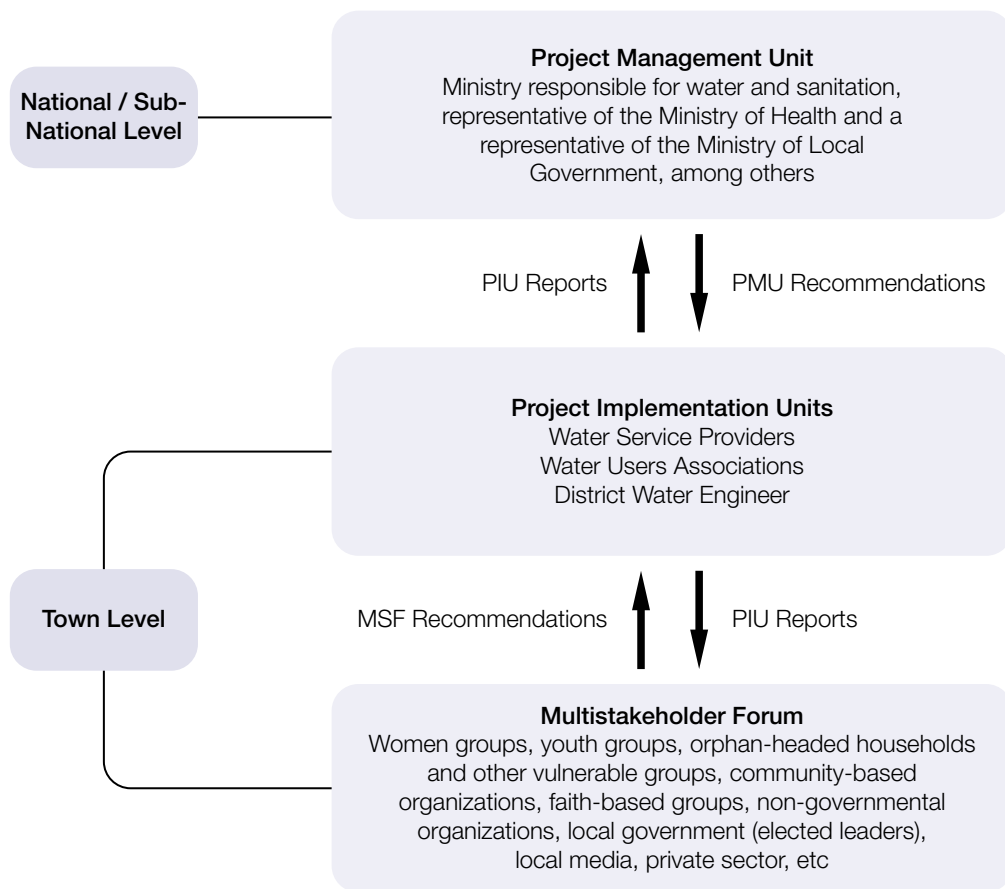 National / Sub-
National Level
Project Management Unit
Ministry responsible for water and sanitation,
representative of the Ministry of Health and a
representative of the Ministry of Local
Government, among others
PIU Reports
PMU Recommendations
Project Implementation Units
Water Service Providers
Water Users Associations
District Water Engineer
Town Level
MSF Recommendations
PIU Reports
Multistakeholder Forum
Women groups, youth groups, orphan-headed households
and other vulnerable groups, community-based
organizations, faith-based groups, non-governmental
organizations, local government (elected leaders),
local media, private sector, etc